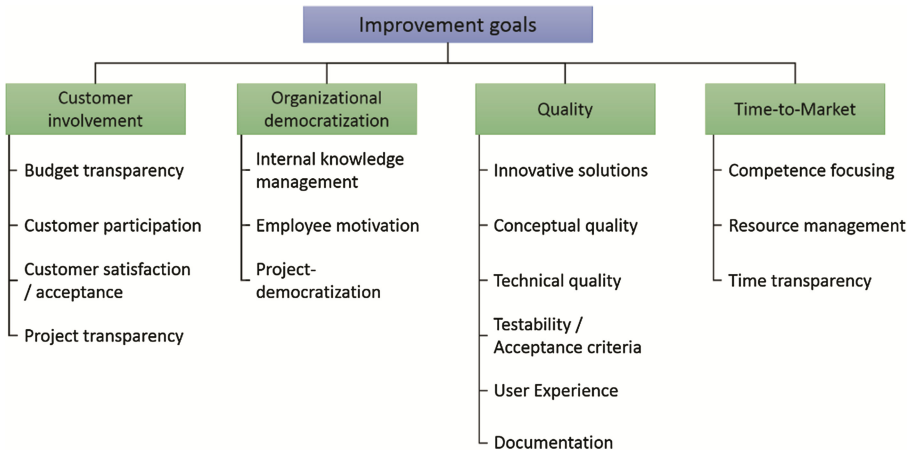 Improvement goals
Customer
involvement
Budget transparency
Customer participation
Customer satisfaction
/ acceptance
Project transparency
Organizational
democratization
Internal knowledge
management
Employee motivation
Project-
democratization
Quality
Innovative solutions
Conceptual quality
Technical quality
Testability /
Acceptance criteria
User Experience
Documentation
Time-to-Market
Competence focusing
Resource management
Time transparency